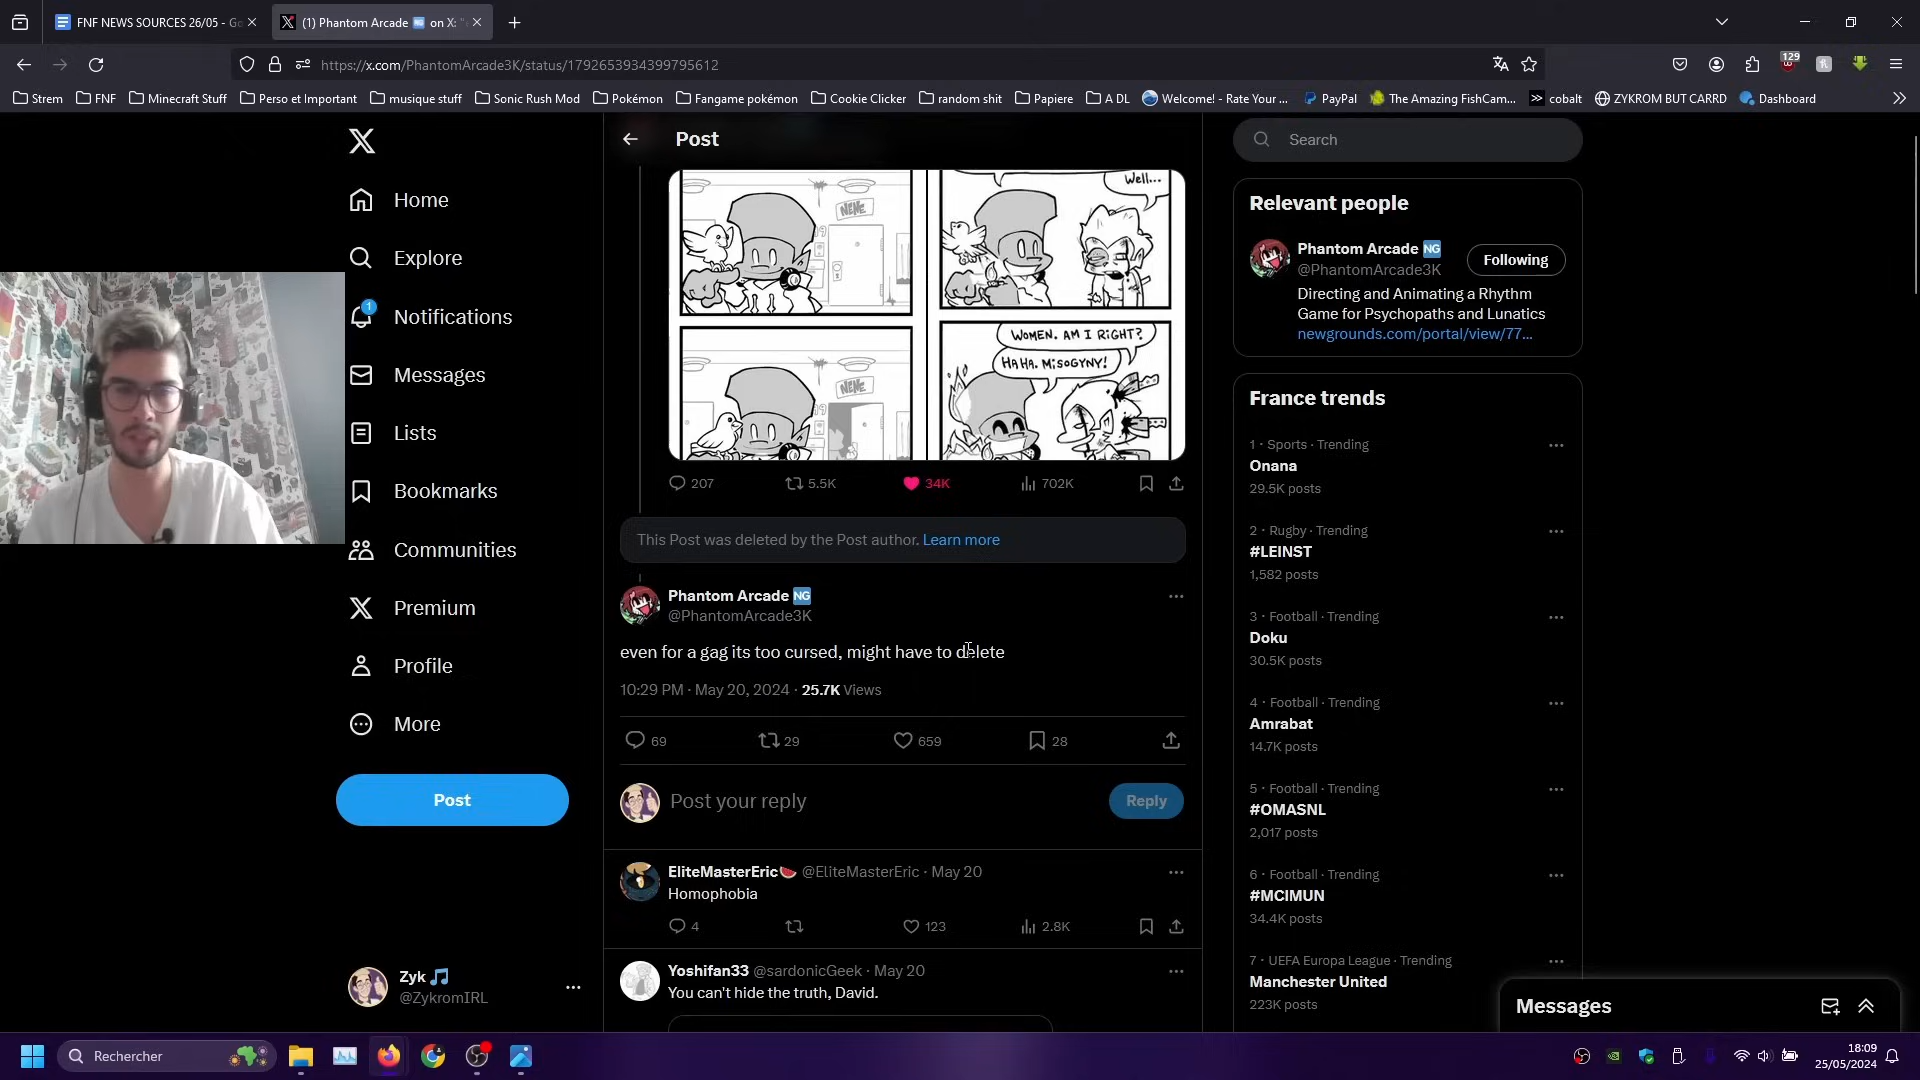 FNF NEWS SOURCES 26/05 - Go
(1) Phantom Arcade NG on X: "e
https://x.com/PhantomArcade3K/status/1792653934399795612
129
Strem
FNF
Minecraft Stuff
Perso et Important
musique stuff
Sonic Rush Mod
Pokémon
Fangame pokémon
Cookie Clicker
random shit
Papiere
A DL
Welcome! - Rate Your ...
PayPal
The Amazing FishCam...
cobalt
ZYKROM BUT CARRD
Dashboard
Home
Explore
1
Notifications
Messages
Lists
Bookmarks
Communities
Premium
Profile
More
Post
Zyk
@ZykromIRL
Post
NENE
19
Well...
NENE
19
WOMEN. AM I RIGHT?
HAHA. MISOGYNY!
207
5.5K
34K
702K
This Post was deleted by the Post author. Learn more
Phantom Arcade NG
@PhantomArcade3K
even for a gag its too cursed, might have to delete
10:29 PM · May 20, 2024 · 25.7K Views
69
29
659
28
Post your reply
Reply
EliteMasterEric @EliteMasterEric · May 20
Homophobia
4
123
2.8K
Yoshifan33 @sardonicGeek · May 20
You can't hide the truth, David.
Search
Relevant people
Phantom Arcade NG
@PhantomArcade3K
Following
Directing and Animating a Rhythm
Game for Psychopaths and Lunatics
newgrounds.com/portal/view/77...
France trends
1 · Sports · Trending
Onana
29.5K posts
2 · Rugby · Trending
#LEINST
1,582 posts
3 · Football · Trending
Doku
30.5K posts
4 · Football · Trending
Amrabat
14.7K posts
5 · Football · Trending
#OMASNL
2,017 posts
6 · Football · Trending
#MCIMUN
34.4K posts
7 · UEFA Europa League · Trending
Manchester United
223K posts
Messages
Rechercher
18:09
25/05/2024